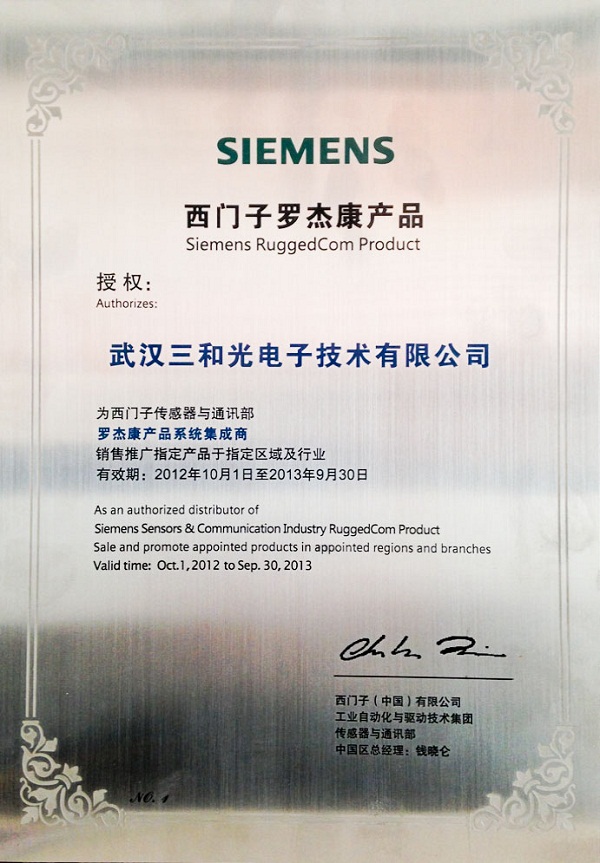 SIEMENS
西门子罗杰康产品
Siemens RuggedCom Product
授权：
Authorizes:
武汉三和光电子技术有限公司
为西门子传感器与通讯部
罗杰康产品系统集成商
销售推广指定产品于指定区域及行业
有效期：2012年10月1日至2013年9月30日
As an authorized distributor of
Siemens Sensors & Communication Industry RuggedCom Product
Sale and promote appointed products in appointed regions and branches
Valid time: Oct.1, 2012 to Sep. 30, 2013
西门子（中国）有限公司
工业自动化与驱动技术集团
传感器与通讯部
中国区总经理：钱晓仑
NO. 1